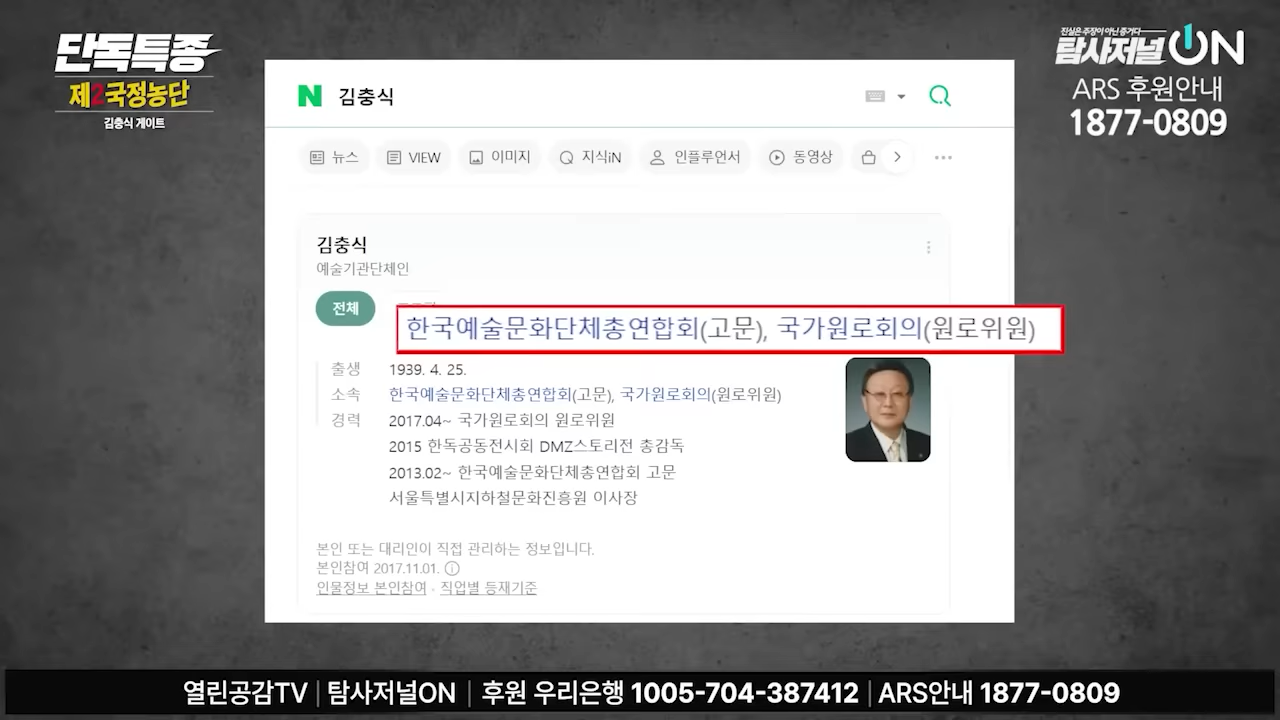 단독특종
제2국정농단
김충식 게이트
진실은 주장이 아닌 증거다
탐사저널ON
ARS 후원안내
1877-0809
N 김충식
뉴스 VIEW 이미지 지식iN 인플루언서 동영상
김충식
예술기관단체인
전체
한국예술문화단체총연합회(고문), 국가원로회의(원로위원)
출생 1939. 4. 25.
소속 한국예술문화단체총연합회(고문), 국가원로회의(원로위원)
경력 2017.04~ 국가원로회의 원로위원
2015 한독공동전시회 DMZ스토리전 총감독
2013.02~ 한국예술문화단체총연합회 고문
서울특별시지하철문화진흥원 이사장
본인 또는 대리인이 직접 관리하는 정보입니다.
본인참여 2017.11.01.
인물정보 본인참여 · 직업별 등재기준
열린공감TV | 탐사저널ON | 후원 우리은행 1005-704-387412 | ARS안내 1877-0809